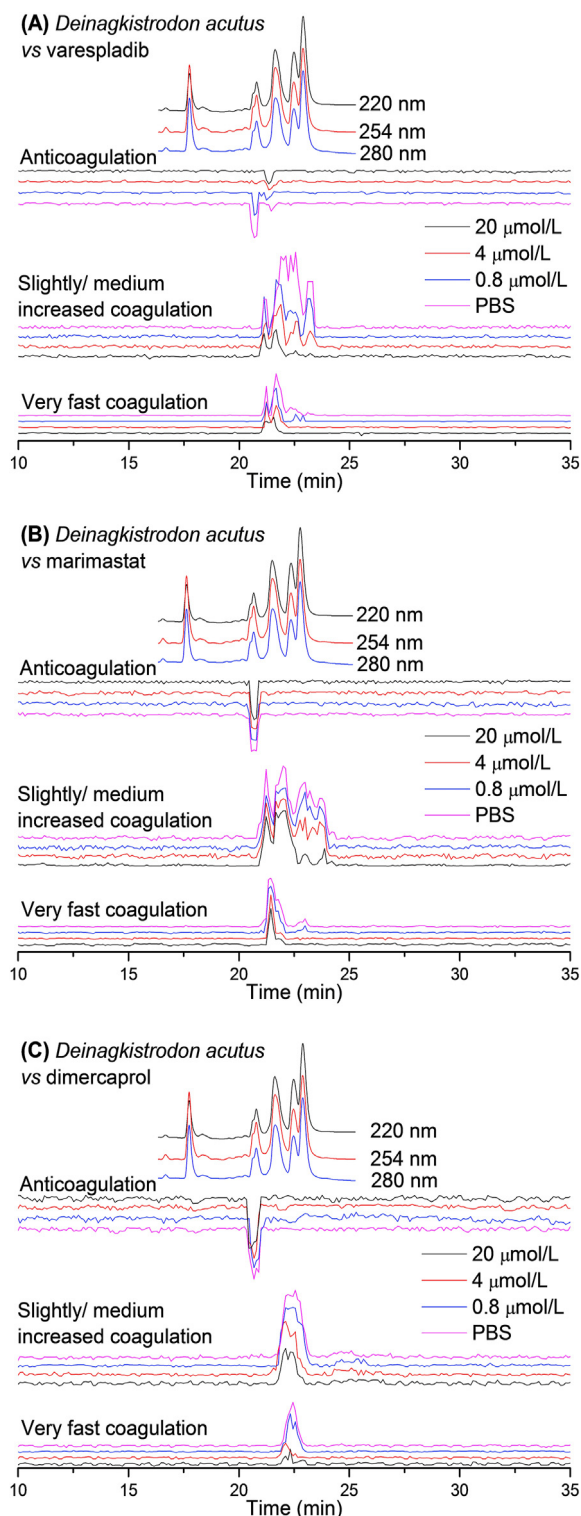 (A) Deinagkistrodon acutus
vs varespladib
220 nm
254 nm
280 nm
Anticoagulation
20 μmol/L
4 μmol/L
0.8 μmol/L
PBS
Slightly/ medium
increased coagulation
Very fast coagulation
10 15 20 25 30 35
Time (min)
(B) Deinagkistrodon acutus
vs marimastat
220 nm
254 nm
280 nm
Anticoagulation
20 μmol/L
4 μmol/L
0.8 μmol/L
PBS
Slightly/ medium
increased coagulation
Very fast coagulation
10 15 20 25 30 35
Time (min)
(C) Deinagkistrodon acutus
vs dimercaprol
220 nm
254 nm
280 nm
Anticoagulation
20 μmol/L
4 μmol/L
0.8 μmol/L
PBS
Slightly/ medium
increased coagulation
Very fast coagulation
10 15 20 25 30 35
Time (min)